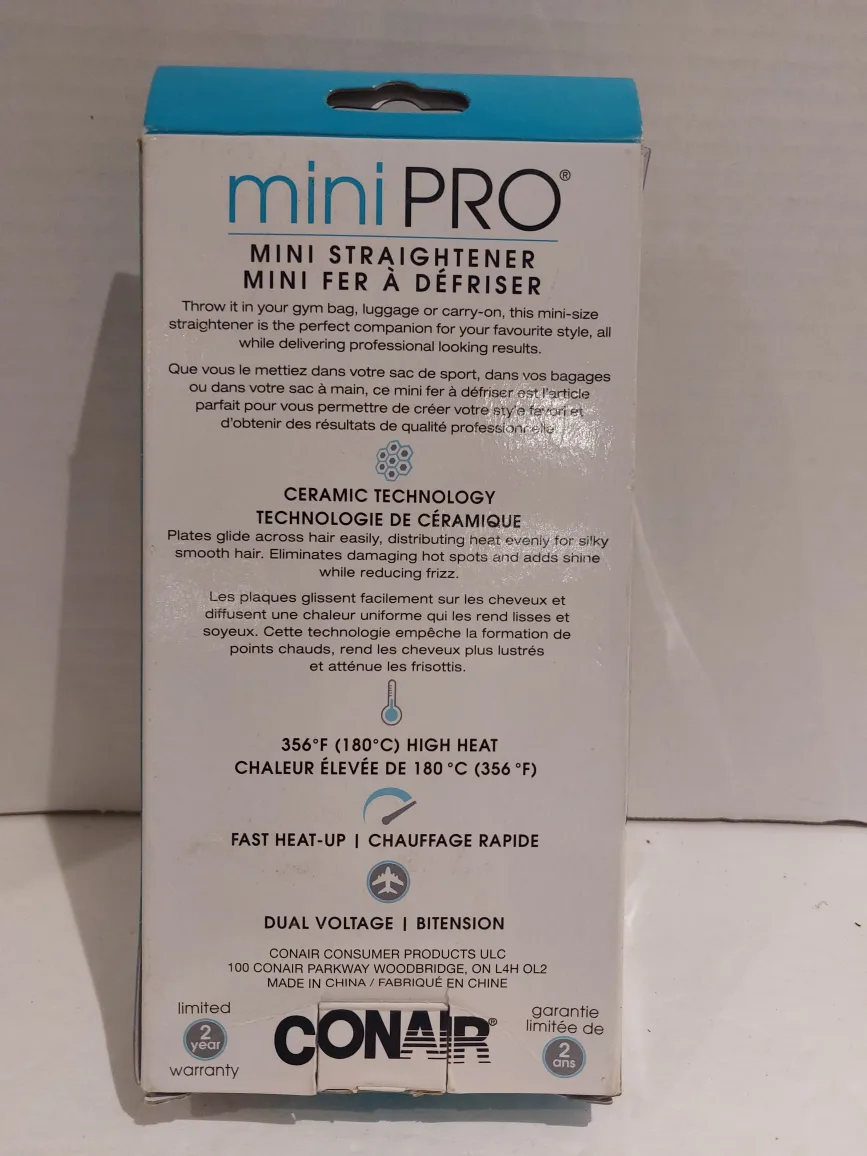 mini PRO®
MINI STRAIGHTENER
MINI FER À DÉFRISER
Throw it in your gym bag, luggage or carry-on, this mini-size
straightener is the perfect companion for your favourite style, all
while delivering professional looking results.
Que vous le mettiez dans votre sac de sport, dans vos bagages
ou dans votre sac à main, ce mini fer à défriser est l'article
parfait pour vous permettre de créer votre style favori et
d'obtenir des résultats de qualité professionnelle.
CERAMIC TECHNOLOGY
TECHNOLOGIE DE CÉRAMIQUE
Plates glide across hair easily, distributing heat evenly for silky
smooth hair. Eliminates damaging hot spots and adds shine
while reducing frizz.
Les plaques glissent facilement sur les cheveux et
diffusent une chaleur uniforme qui les rend lisses et
soyeux. Cette technologie empêche la formation de
points chauds, rend les cheveux plus lustrés
et atténue les frisottis.
356°F (180°C) HIGH HEAT
CHALEUR ÉLEVÉE DE 180 °C (356 °F)
FAST HEAT-UP | CHAUFFAGE RAPIDE
DUAL VOLTAGE | BITENSION
CONAIR CONSUMER PRODUCTS ULC
100 CONAIR PARKWAY WOODBRIDGE, ON L4H OL2
MADE IN CHINA / FABRIQUÉ EN CHINE
limited
2
year
warranty
CONAIR®
garantie
limitée de
2
ans